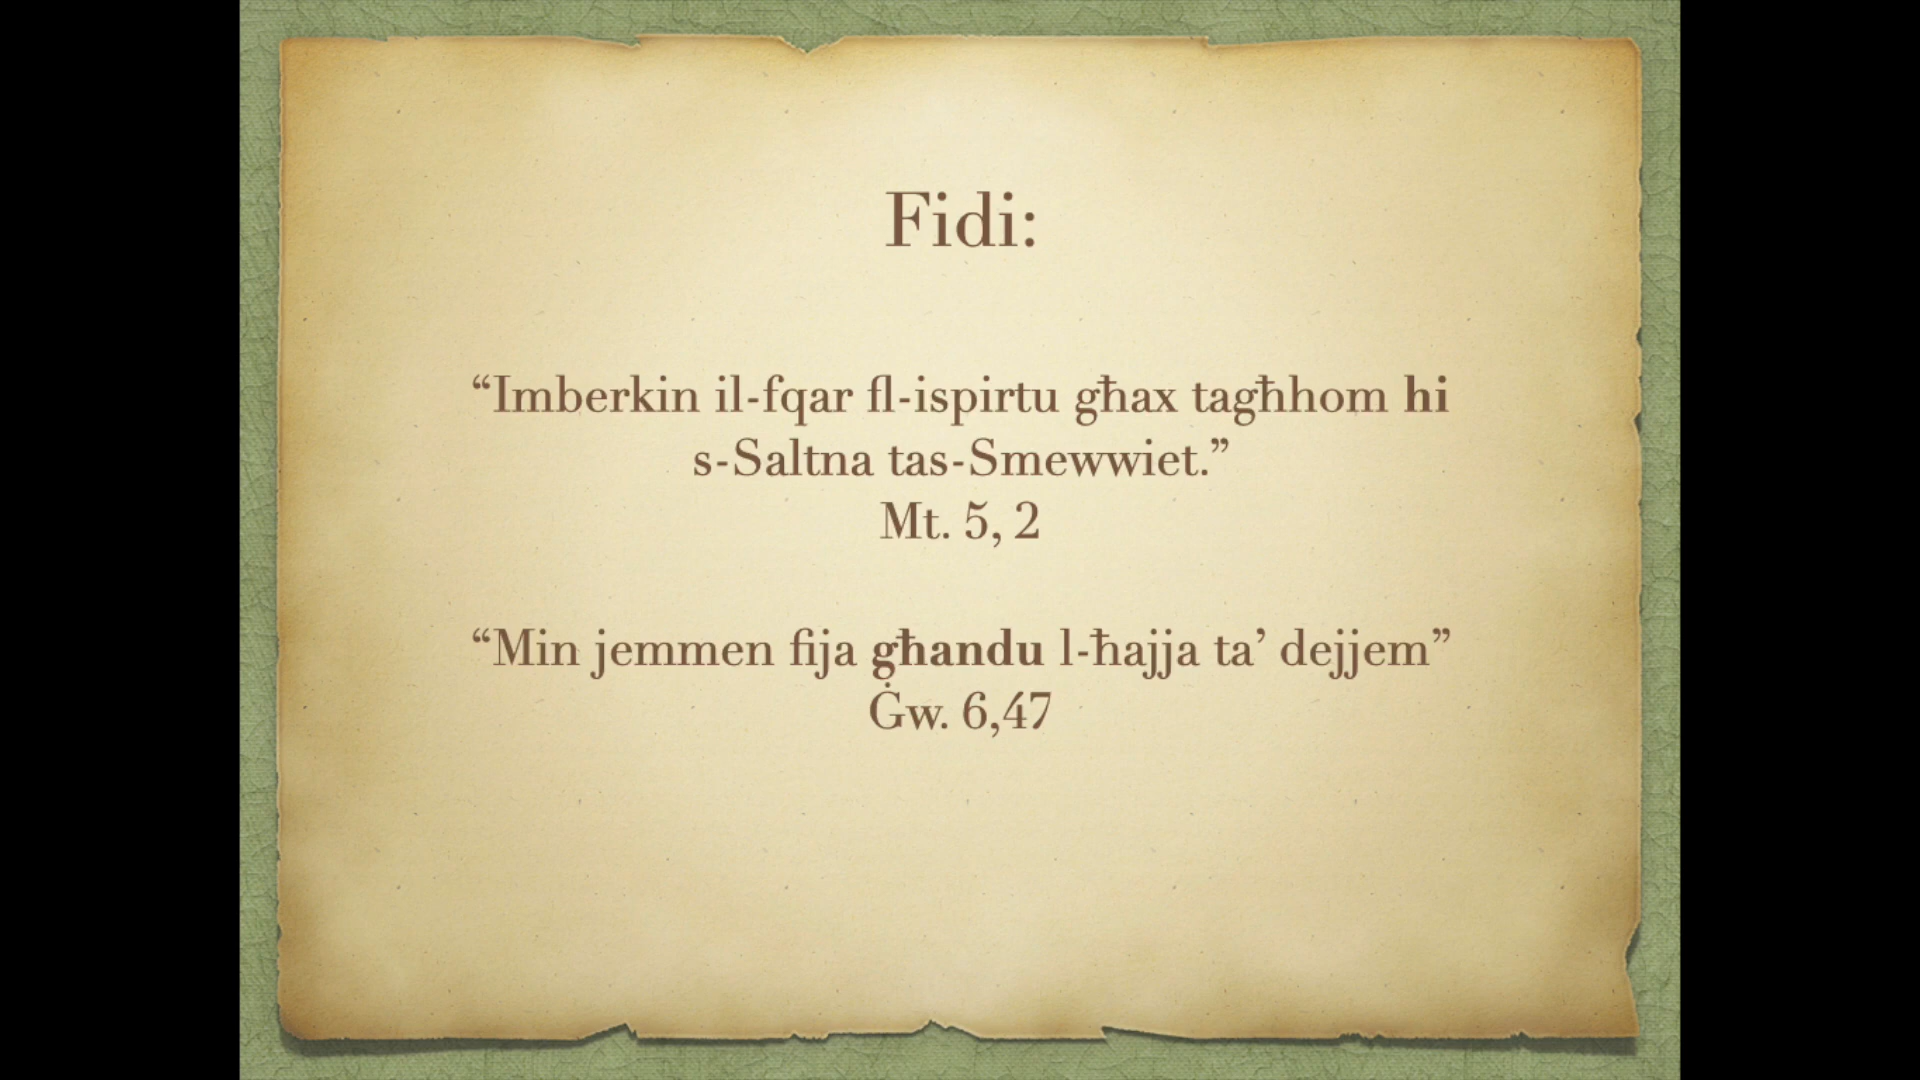 Fidi:
“Imberkin il-fqar fl-ispirtu għax tagħhom hi
s-Saltna tas-Smewwiet.”
Mt. 5, 2
“Min jemmen fija għandu l-ħajja ta’ dejjem”
Ġw. 6,47